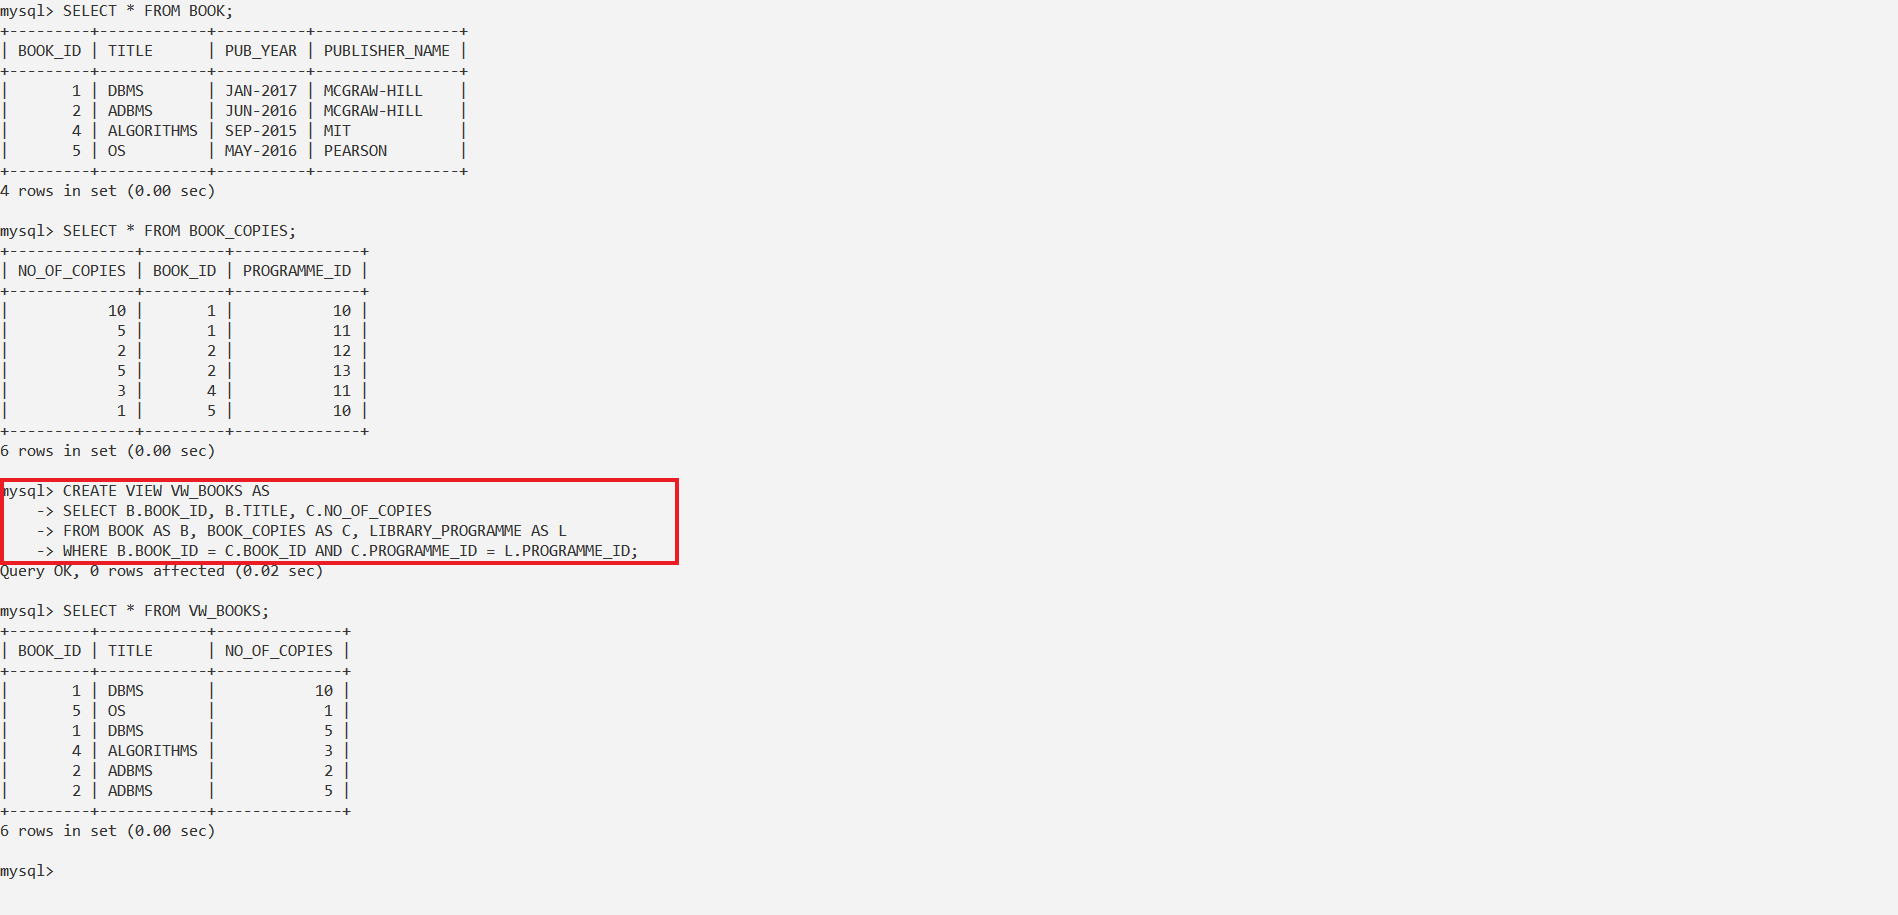 mysql> SELECT * FROM BOOK;
+---------+------------+----------+----------------+
| BOOK_ID | TITLE      | PUB_YEAR | PUBLISHER_NAME |
+---------+------------+----------+----------------+
|       1 | DBMS       | JAN-2017 | MCGRAW-HILL    |
|       2 | ADBMS      | JUN-2016 | MCGRAW-HILL    |
|       4 | ALGORITHMS | SEP-2015 | MIT            |
|       5 | OS         | MAY-2016 | PEARSON        |
+---------+------------+----------+----------------+
4 rows in set (0.00 sec)

mysql> SELECT * FROM BOOK_COPIES;
+--------------+---------+--------------+
| NO_OF_COPIES | BOOK_ID | PROGRAMME_ID |
+--------------+---------+--------------+
|           10 |       1 |           10 |
|            5 |       1 |           11 |
|            2 |       2 |           12 |
|            5 |       2 |           13 |
|            3 |       4 |           11 |
|            1 |       5 |           10 |
+--------------+---------+--------------+
6 rows in set (0.00 sec)

mysql> CREATE VIEW VW_BOOKS AS
    -> SELECT B.BOOK_ID, B.TITLE, C.NO_OF_COPIES
    -> FROM BOOK AS B, BOOK_COPIES AS C, LIBRARY_PROGRAMME AS L
    -> WHERE B.BOOK_ID = C.BOOK_ID AND C.PROGRAMME_ID = L.PROGRAMME_ID;
Query OK, 0 rows affected (0.02 sec)

mysql> SELECT * FROM VW_BOOKS;
+---------+------------+--------------+
| BOOK_ID | TITLE      | NO_OF_COPIES |
+---------+------------+--------------+
|       1 | DBMS       |           10 |
|       5 | OS         |            1 |
|       1 | DBMS       |            5 |
|       4 | ALGORITHMS |            3 |
|       2 | ADBMS      |            2 |
|       2 | ADBMS      |            5 |
+---------+------------+--------------+
6 rows in set (0.00 sec)

mysql>